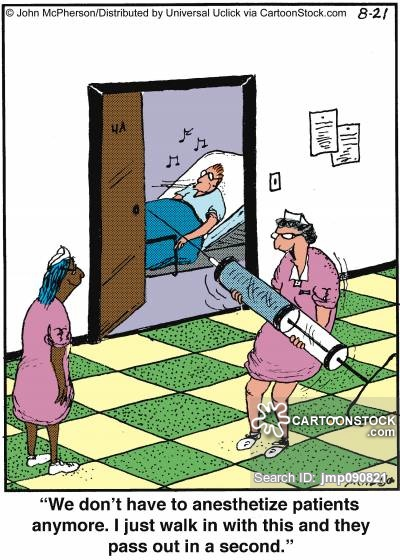 © John McPherson/Distributed by Universal Uclick via CartoonStock.com
8-21
4A
CARTOONSTOCK
.com
Search ID: jmp090821
"We don't have to anesthetize patients
anymore. I just walk in with this and they
pass out in a second."